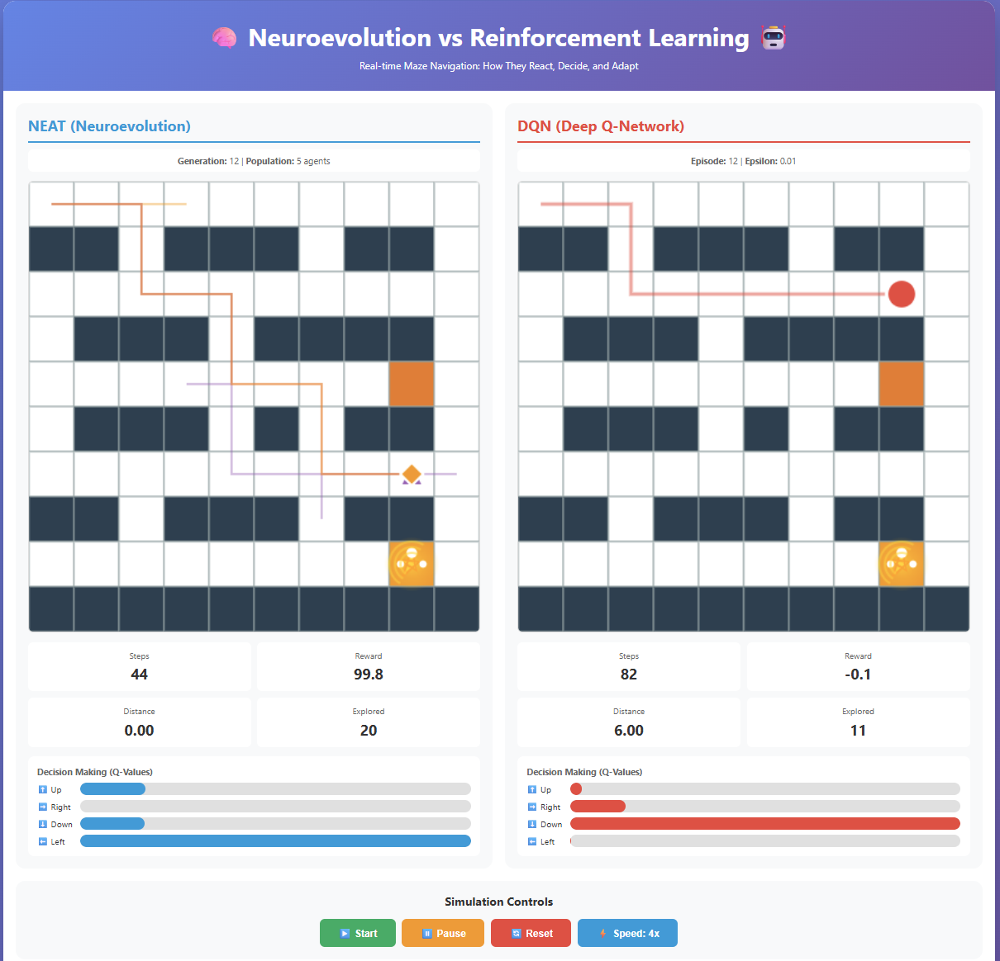 Neuroevolution vs Reinforcement Learning
Real-time Maze Navigation: How They React, Decide, and Adapt
NEAT (Neuroevolution)
Generation: 12 | Population: 5 agents
Steps
44
Reward
99.8
Distance
0.00
Explored
20
Decision Making (Q-Values)
Up
Right
Down
Left
DQN (Deep Q-Network)
Episode: 12 | Epsilon: 0.01
Steps
82
Reward
-0.1
Distance
6.00
Explored
11
Decision Making (Q-Values)
Up
Right
Down
Left
Simulation Controls
Start
Pause
Reset
Speed: 4x